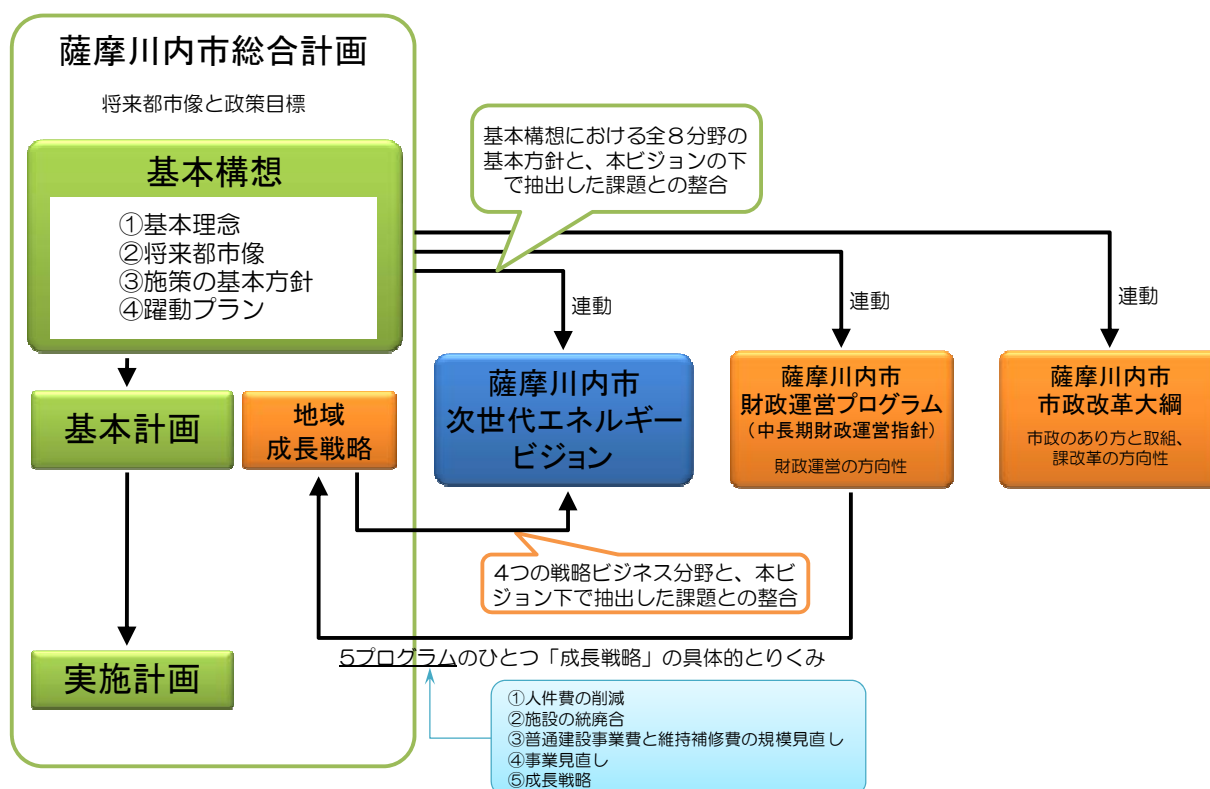 薩摩川内市総合計画
将来都市像と政策目標
基本構想
①基本理念
②将来都市像
③施策の基本方針
④躍動プラン
基本構想における全８分野の
基本方針と、本ビジョンの下
で抽出した課題との整合
連動
連動
連動
基本計画
地域
成長戦略
薩摩川内市
次世代エネルギー
ビジョン
薩摩川内市
財政運営プログラム
（中長期財政運営指針）
財政運営の方向性
薩摩川内市
市政改革大綱
市政のあり方と取組、
課改革の方向性
4つの戦略ビジネス分野と、本ビ
ジョン下で抽出した課題との整合
5プログラムのひとつ「成長戦略」の具体的とりくみ
実施計画
①人件費の削減
②施設の統廃合
③普通建設事業費と維持補修費の規模見直し
④事業見直し
⑤成長戦略